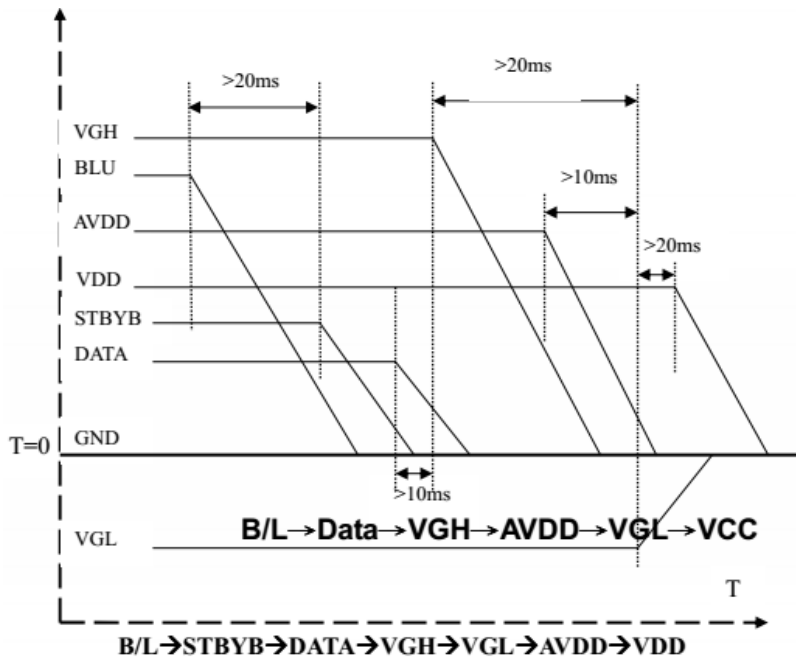 >20ms
>20ms
VGH
BLU
>10ms
AVDD
>20ms
VDD
STBYB
DATA
T=0
GND
>10ms
B/L→Data→VGH→AVDD→VGL→VCC
VGL
T
B/L→STBYB→DATA→VGH→VGL→AVDD→VDD